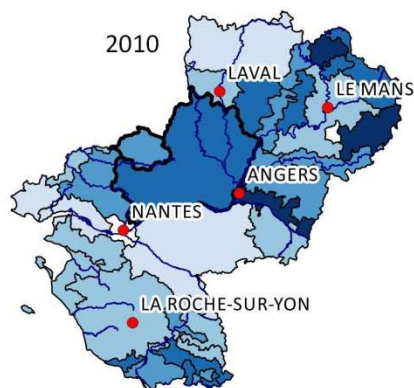 2010
LAVAL
LE MANS
ANGERS
NANTES
LA ROCHE-SUR-YON